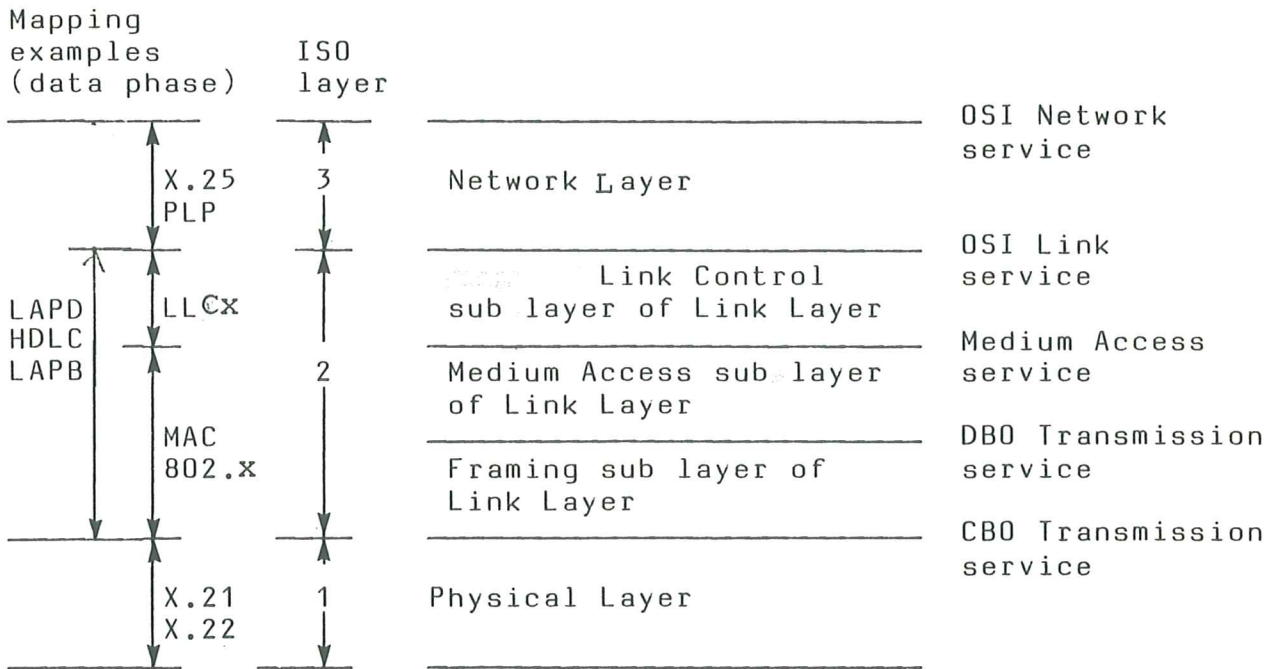 Mapping
examples
(data phase)
ISO
layer
OSI Network
service
X.25
PLP
3
Network Layer
OSI Link
service
LAPD
HDLC
LAPB
LLCx
Link Control
sub layer of Link Layer
Medium Access
service
2
Medium Access sub layer
of Link Layer
MAC
802.x
DBO Transmission
service
Framing sub layer of
Link Layer
CBO Transmission
service
X.21
X.22
1
Physical Layer